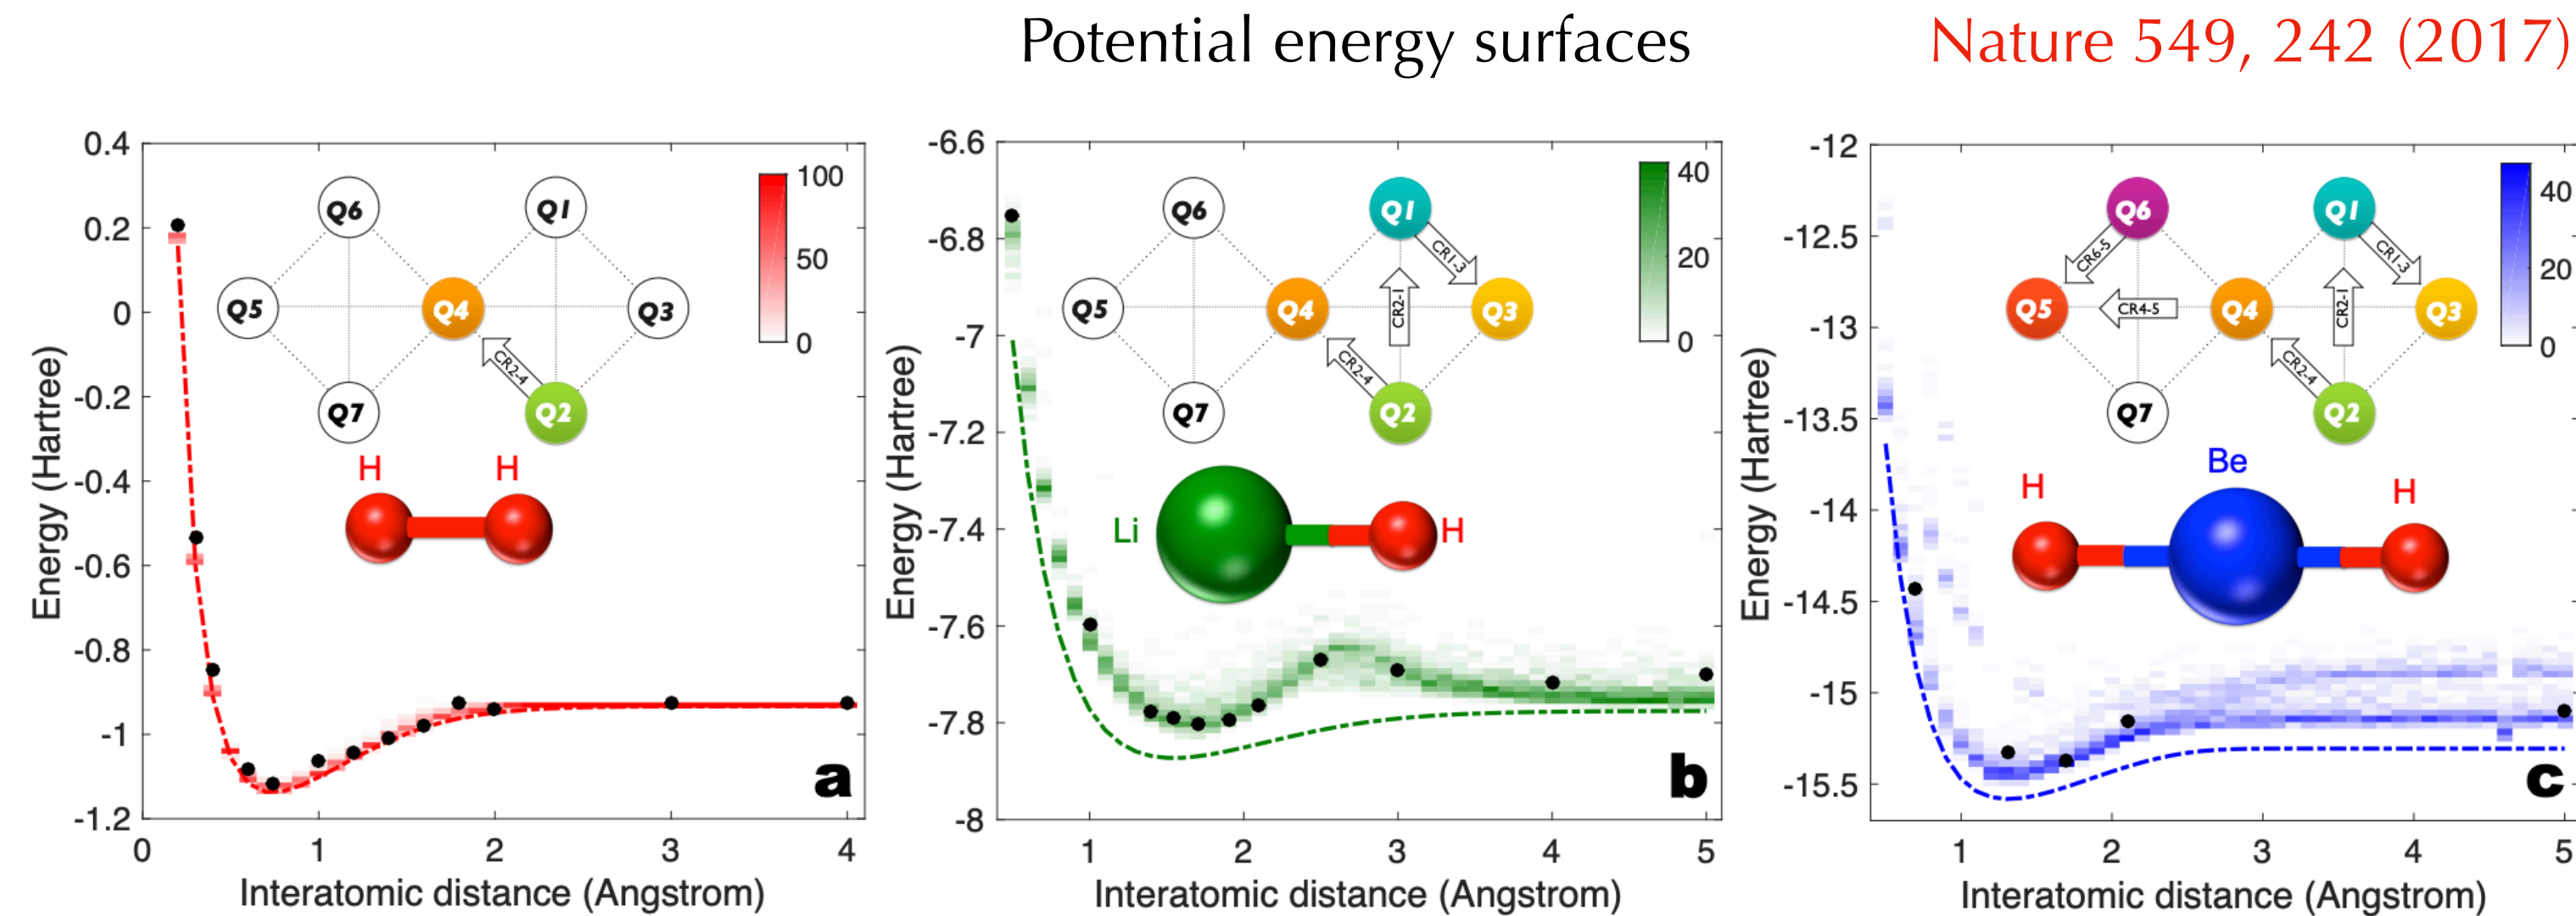 Potential energy surfaces
Nature 549, 242 (2017)
0.4
0.2
0
-0.2
-0.4
-0.6
-0.8
-1
-1.2
0
1
2
3
4
Energy (Hartree)
Interatomic distance (Angstrom)
Q6
Q1
Q5
Q4
Q3
Q7
Q2
CR2-4
H
H
100
50
0
a
-6.6
-6.8
-7
-7.2
-7.4
-7.6
-7.8
-8
1
2
3
4
5
Energy (Hartree)
Interatomic distance (Angstrom)
Q6
Q1
Q5
Q4
Q3
Q7
Q2
CR1-3
CR2-1
CR2-4
Li
H
40
20
0
b
-12
-12.5
-13
-13.5
-14
-14.5
-15
-15.5
1
2
3
4
5
Energy (Hartree)
Interatomic distance (Angstrom)
Q6
Q1
Q5
Q4
Q3
Q7
Q2
CR6-5
CR1-3
CR4-5
CR2-1
CR2-4
H
Be
H
40
20
0
c